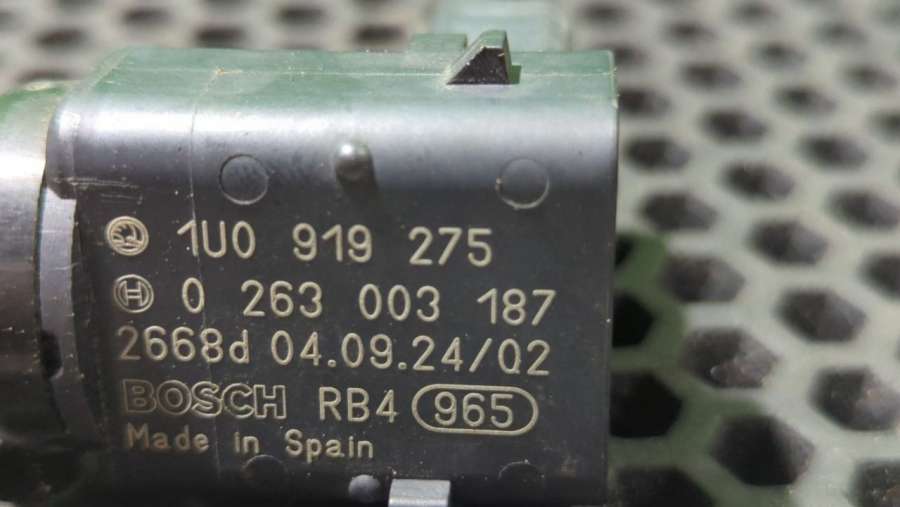 1U0 919 275
0 263 003 187
2668d 04.09.24/02
BOSCH RB4 965
Made in Spain